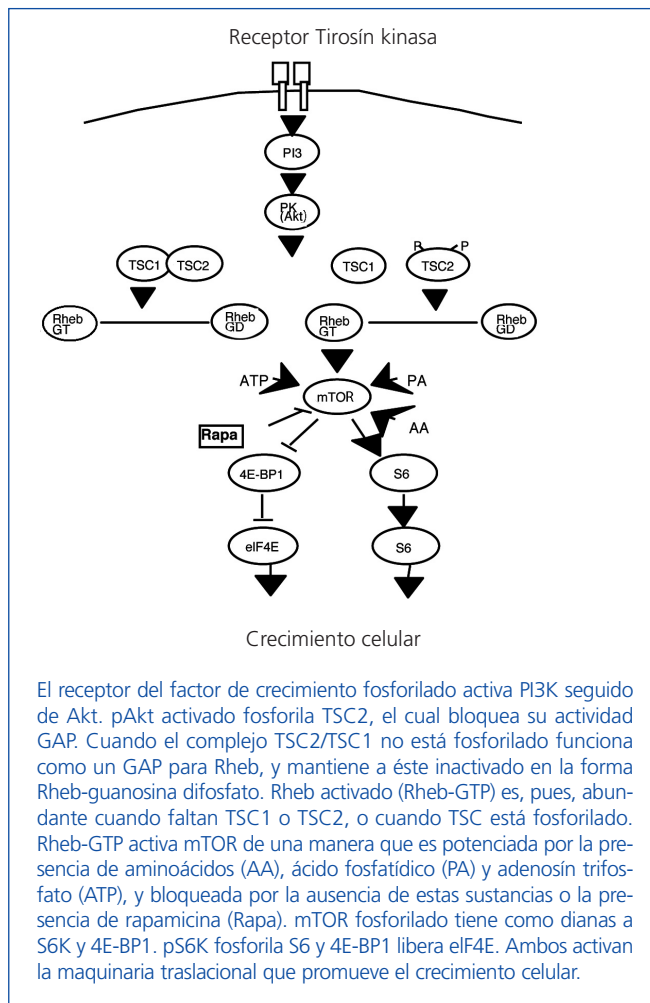 Receptor Tirosín kinasa
PI3
PK
(Akt)
TSC1 TSC2
TSC1
P P
TSC2
Rheb
GT
Rheb
GD
Rheb
GT
Rheb
GD
ATP
PA
mTOR
Rapa
AA
4E-BP1
S6
eIF4E
S6
Crecimiento celular
El receptor del factor de crecimiento fosforilado activa PI3K seguido
de Akt. pAkt activado fosforila TSC2, el cual bloquea su actividad
GAP. Cuando el complejo TSC2/TSC1 no está fosforilado funciona
como un GAP para Rheb, y mantiene a éste inactivado en la forma
Rheb-guanosina difosfato. Rheb activado (Rheb-GTP) es, pues, abun-
dante cuando faltan TSC1 o TSC2, o cuando TSC está fosforilado.
Rheb-GTP activa mTOR de una manera que es potenciada por la pre-
sencia de aminoácidos (AA), ácido fosfatídico (PA) y adenosín trifos-
fato (ATP), y bloqueada por la ausencia de estas sustancias o la pre-
sencia de rapamicina (Rapa). mTOR fosforilado tiene como dianas a
S6K y 4E-BP1. pS6K fosforila S6 y 4E-BP1 libera eIF4E. Ambos activan
la maquinaria traslacional que promueve el crecimiento celular.